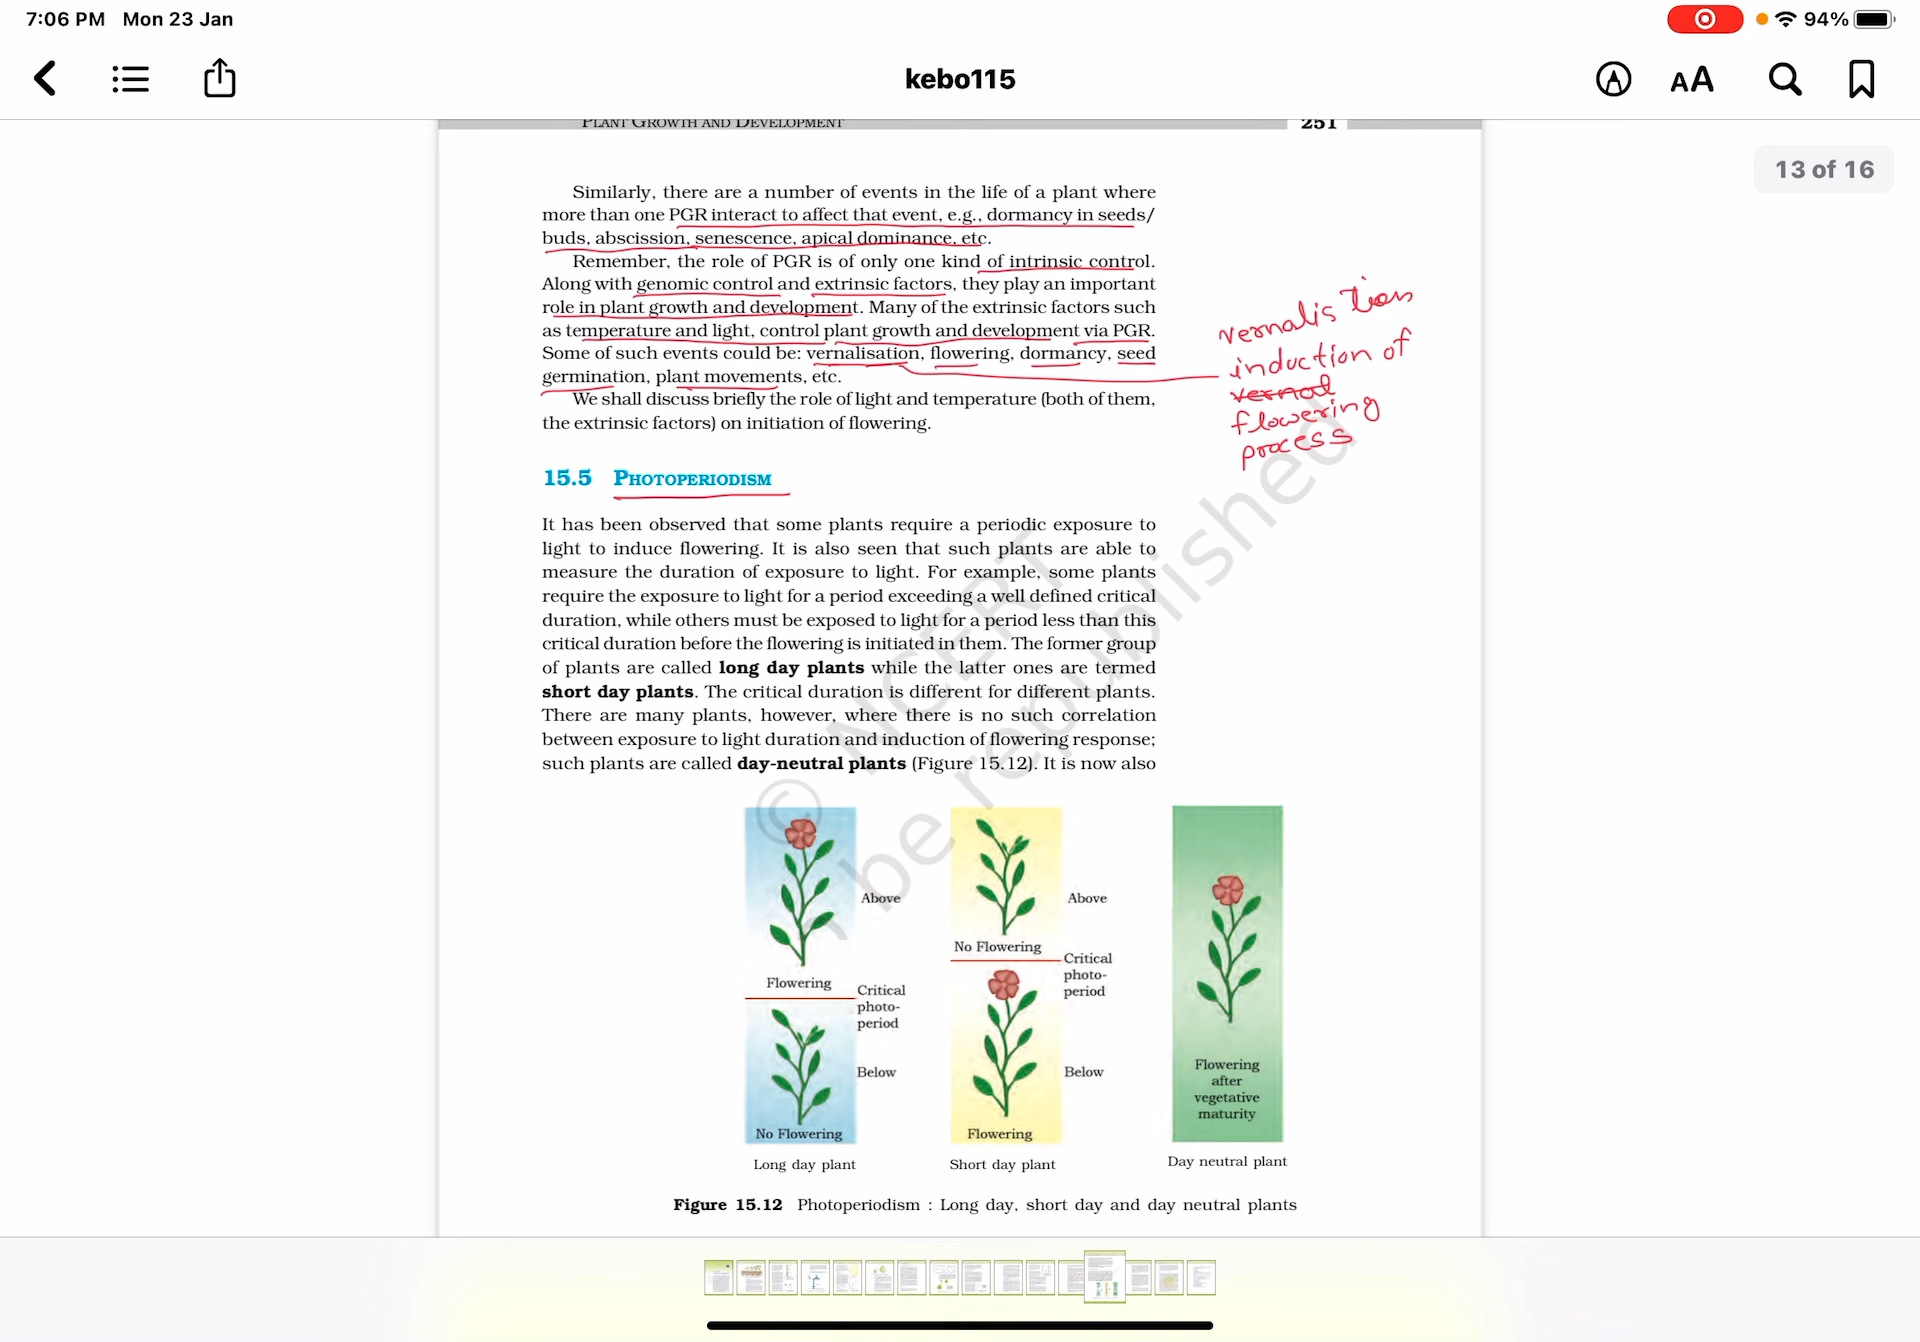 7:06 PM Mon 23 Jan
94%
kebo115
AA
PLANT GROWTH AND DEVELOPMENT 251
13 of 16
Similarly, there are a number of events in the life of a plant where
more than one PGR interact to affect that event, e.g., dormancy in seeds/
buds, abscission, senescence, apical dominance, etc.
Remember, the role of PGR is of only one kind of intrinsic control.
Along with genomic control and extrinsic factors, they play an important
role in plant growth and development. Many of the extrinsic factors such
as temperature and light, control plant growth and development via PGR.
Some of such events could be: vernalisation, flowering, dormancy, seed
germination, plant movements, etc.
We shall discuss briefly the role of light and temperature (both of them,
the extrinsic factors) on initiation of flowering.
vernalis tion
induction of
vernal
flowering
process
15.5 PHOTOPERIODISM
It has been observed that some plants require a periodic exposure to
light to induce flowering. It is also seen that such plants are able to
measure the duration of exposure to light. For example, some plants
require the exposure to light for a period exceeding a well defined critical
duration, while others must be exposed to light for a period less than this
critical duration before the flowering is initiated in them. The former group
of plants are called long day plants while the latter ones are termed
short day plants. The critical duration is different for different plants.
There are many plants, however, where there is no such correlation
between exposure to light duration and induction of flowering response;
such plants are called day-neutral plants (Figure 15.12). It is now also
© NCERT
be republished
Above
Flowering
Critical
photo-
period
Below
No Flowering
Long day plant
Above
No Flowering
Critical
photo-
period
Below
Flowering
Short day plant
Flowering
after
vegetative
maturity
Day neutral plant
Figure 15.12 Photoperiodism : Long day, short day and day neutral plants